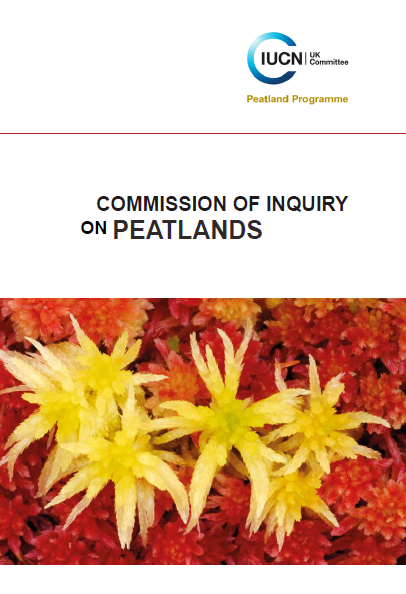 IUCN
UK
Committee
Peatland Programme
COMMISSION OF INQUIRY
ON PEATLANDS